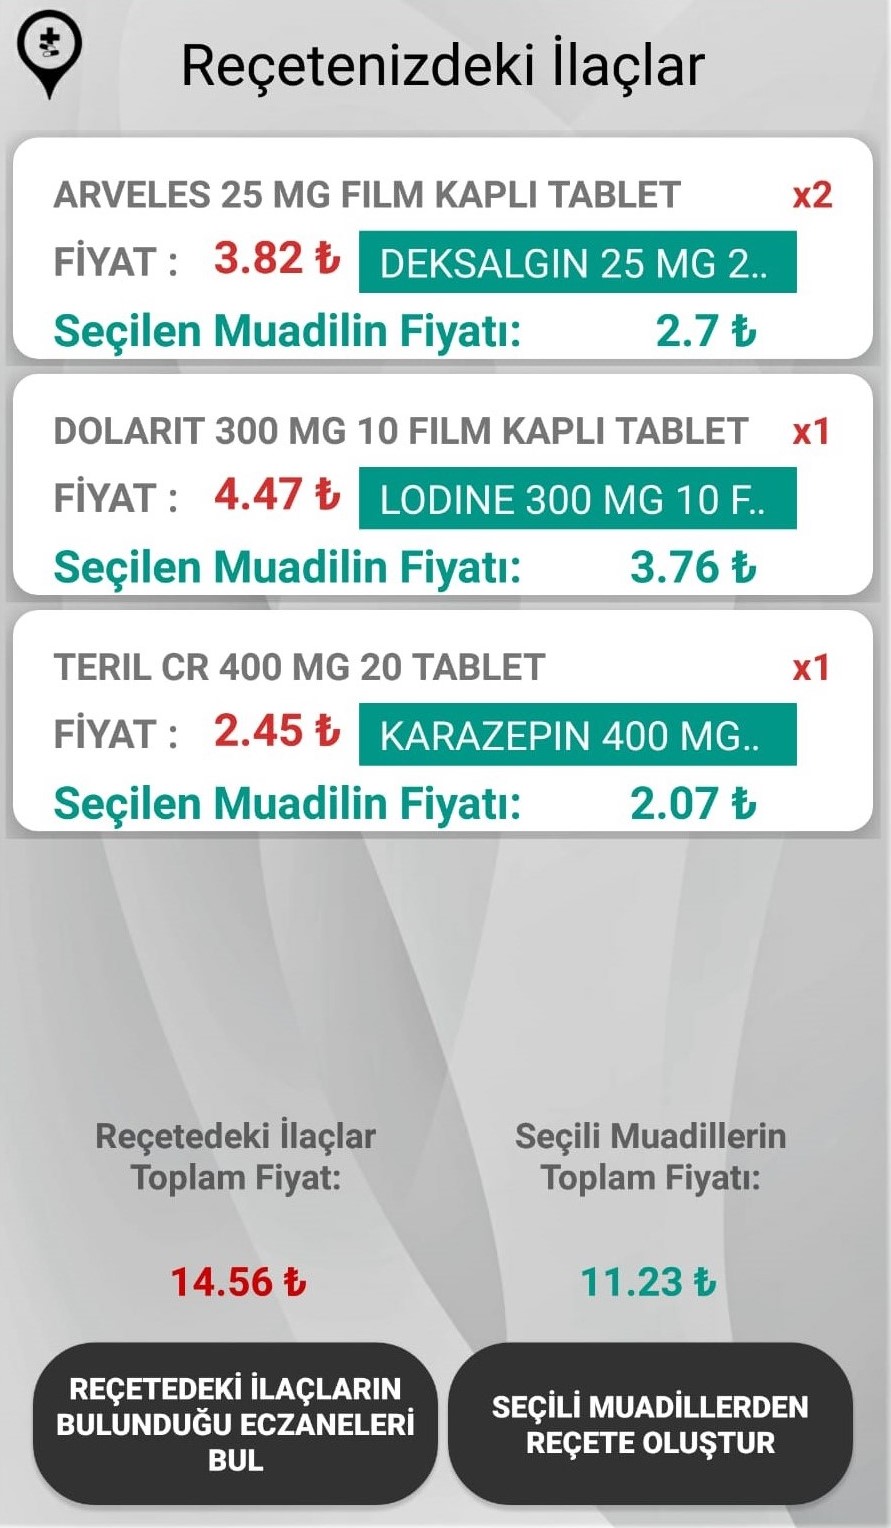 Reçetenizdeki İlaçlar
ARVELES 25 MG FILM KAPLI TABLET x2
FİYAT : 3.82 ₺ DEKSALGIN 25 MG 2..
Seçilen Muadilin Fiyatı: 2.7 ₺
DOLARIT 300 MG 10 FILM KAPLI TABLET x1
FİYAT : 4.47 ₺ LODINE 300 MG 10 F..
Seçilen Muadilin Fiyatı: 3.76 ₺
TERIL CR 400 MG 20 TABLET x1
FİYAT : 2.45 ₺ KARAZEPIN 400 MG..
Seçilen Muadilin Fiyatı: 2.07 ₺
Reçetedeki İlaçlar
Toplam Fiyat:
14.56 ₺
Seçili Muadillerin
Toplam Fiyatı:
11.23 ₺
REÇETEDEKİ İLAÇLARIN
BULUNDUĞU ECZANELERİ
BUL
SEÇİLİ MUADİLLERDEN
REÇETE OLUŞTUR